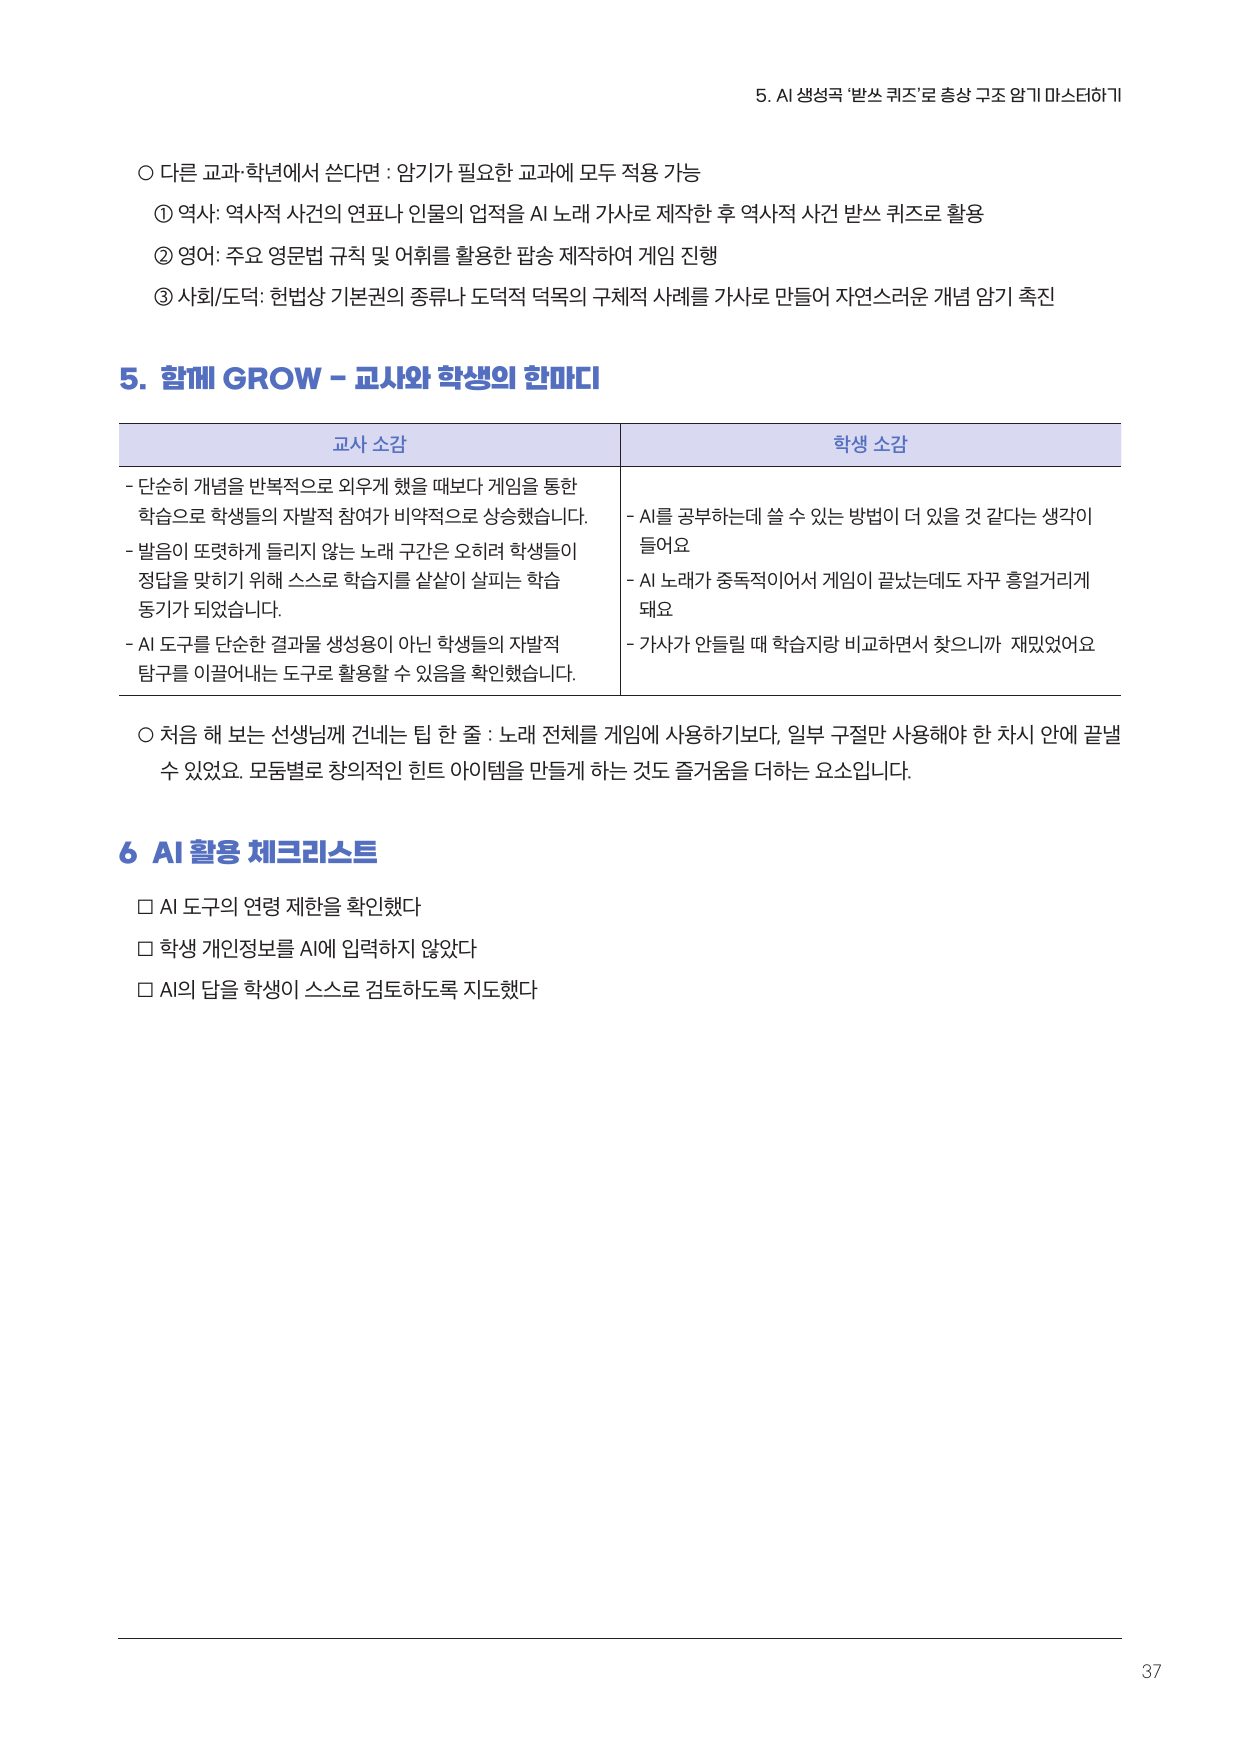 5. AI 생성곡 ‘받쓰 퀴즈’로 층상 구조 암기 마스터하기
○ 다른 교과·학년에서 쓴다면 : 암기가 필요한 교과에 모두 적용 가능
① 역사: 역사적 사건의 연표나 인물의 업적을 AI 노래 가사로 제작한 후 역사적 사건 받쓰 퀴즈로 활용
② 영어: 주요 영문법 규칙 및 어휘를 활용한 팝송 제작하여 게임 진행
③ 사회/도덕: 헌법상 기본권의 종류나 도덕적 덕목의 구체적 사례를 가사로 만들어 자연스러운 개념 암기 촉진
5. 함께 GROW – 교사와 학생의 한마디
교사 소감
학생 소감
- 단순히 개념을 반복적으로 외우게 했을 때보다 게임을 통한
학습으로 학생들의 자발적 참여가 비약적으로 상승했습니다.
- 발음이 또렷하게 들리지 않는 노래 구간은 오히려 학생들이
정답을 맞히기 위해 스스로 학습지를 샅샅이 살피는 학습
동기가 되었습니다.
- AI 도구를 단순한 결과물 생성용이 아닌 학생들의 자발적
탐구를 이끌어내는 도구로 활용할 수 있음을 확인했습니다.
- AI를 공부하는데 쓸 수 있는 방법이 더 있을 것 같다는 생각이
들어요
- AI 노래가 중독적이어서 게임이 끝났는데도 자꾸 흥얼거리게
돼요
- 가사가 안들릴 때 학습지랑 비교하면서 찾으니까 재밌었어요
○ 처음 해 보는 선생님께 건네는 팁 한 줄 : 노래 전체를 게임에 사용하기보다, 일부 구절만 사용해야 한 차시 안에 끝낼
수 있었요. 모둠별로 창의적인 힌트 아이템을 만들게 하는 것도 즐거움을 더하는 요소입니다.
6 AI 활용 체크리스트
□ AI 도구의 연령 제한을 확인했다
□ 학생 개인정보를 AI에 입력하지 않았다
□ AI의 답을 학생이 스스로 검토하도록 지도했다
37